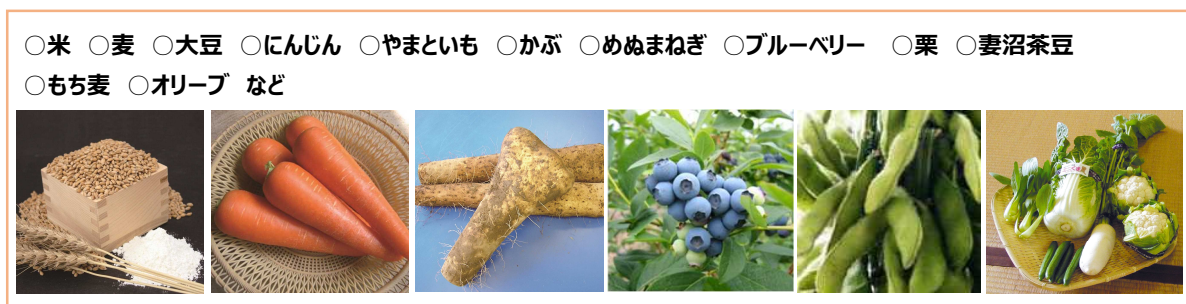 ○米 ○麦 ○大豆 ○にんじん ○やまといも ○かぶ ○めぬまねぎ ○ブルーベリー ○栗 ○妻沼茶豆
○もち麦 ○オリーブ など